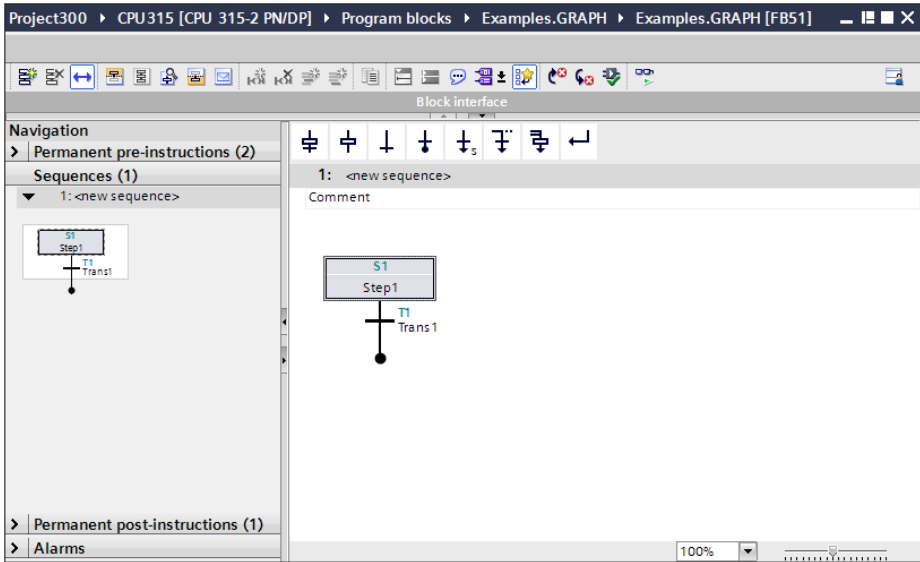 Project300 CPU315 [CPU 315-2 PN/DP] Program blocks Examples.GRAPH Examples.GRAPH [FB51]
Block interface
Navigation
Permanent pre-instructions (2)
Sequences (1)
1: <new sequence>
S1
Step1
T1
Trans1
Permanent post-instructions (1)
Alarms
S
1: <new sequence>
Comment
S1
Step1
T1
Trans1
100%